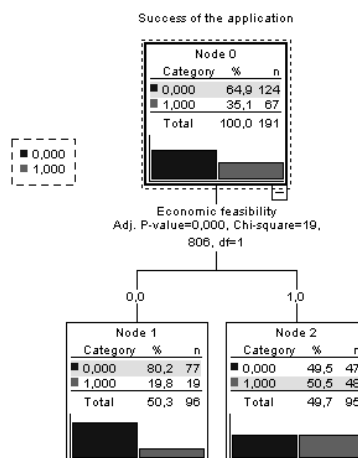 Success of the application
Node 0
Category % n
0,000 64,9 124
1,000 35,1 67
Total 100,0 191
0,000
1,000
Economic feasibility
Adj. P-value=0,000, Chi-square=19,
806, df=1
0,0
1,0
Node 1
Category % n
0,000 80,2 77
1,000 19,8 19
Total 50,3 96
Node 2
Category % n
0,000 49,5 47
1,000 50,5 48
Total 49,7 95